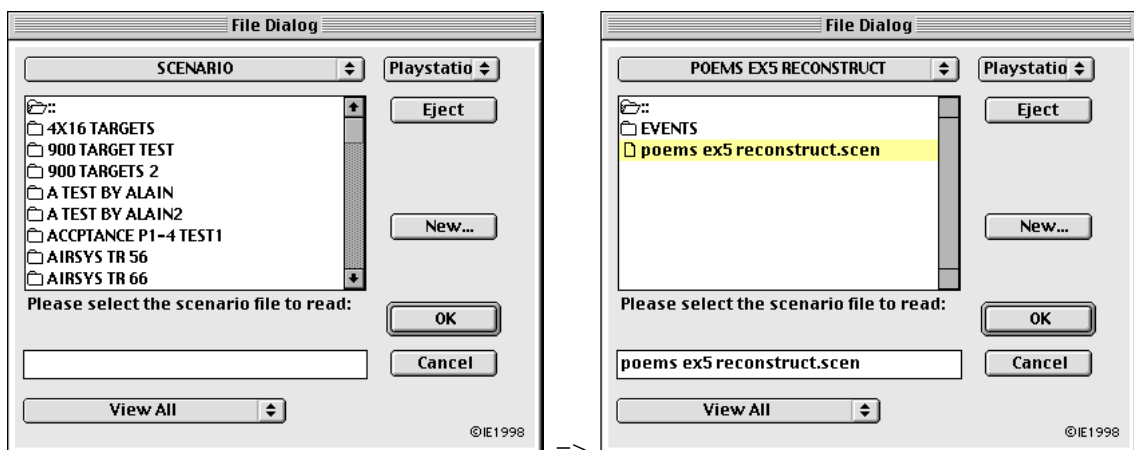 File Dialog
SCENARIO
Playstatio
::
4X16 TARGETS
900 TARGET TEST
900 TARGETS 2
A TEST BY ALAIN
A TEST BY ALAIN2
ACCPTANCE P1-4 TEST1
AIRSYS TR 56
AIRSYS TR 66
Eject
New...
Please select the scenario file to read:
OK
Cancel
View All
©IE1998
=>
File Dialog
POEMS EX5 RECONSTRUCT
Playstatio
::
EVENTS
poems ex5 reconstruct.scen
Eject
New...
Please select the scenario file to read:
OK
poems ex5 reconstruct.scen
Cancel
View All
©IE1998